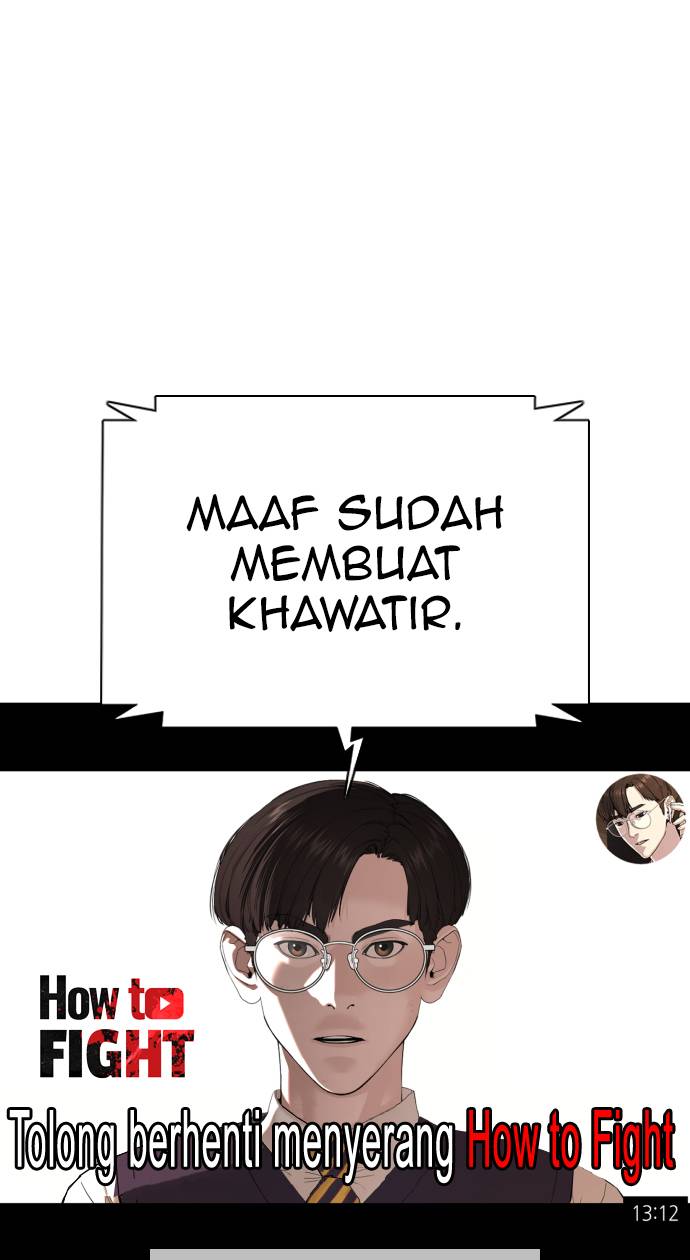 MAAF SUDAH
MEMBUAT
KHAWATIR.
How to
FIGHT
Tolong berhenti menyerang How to Fight
13:12